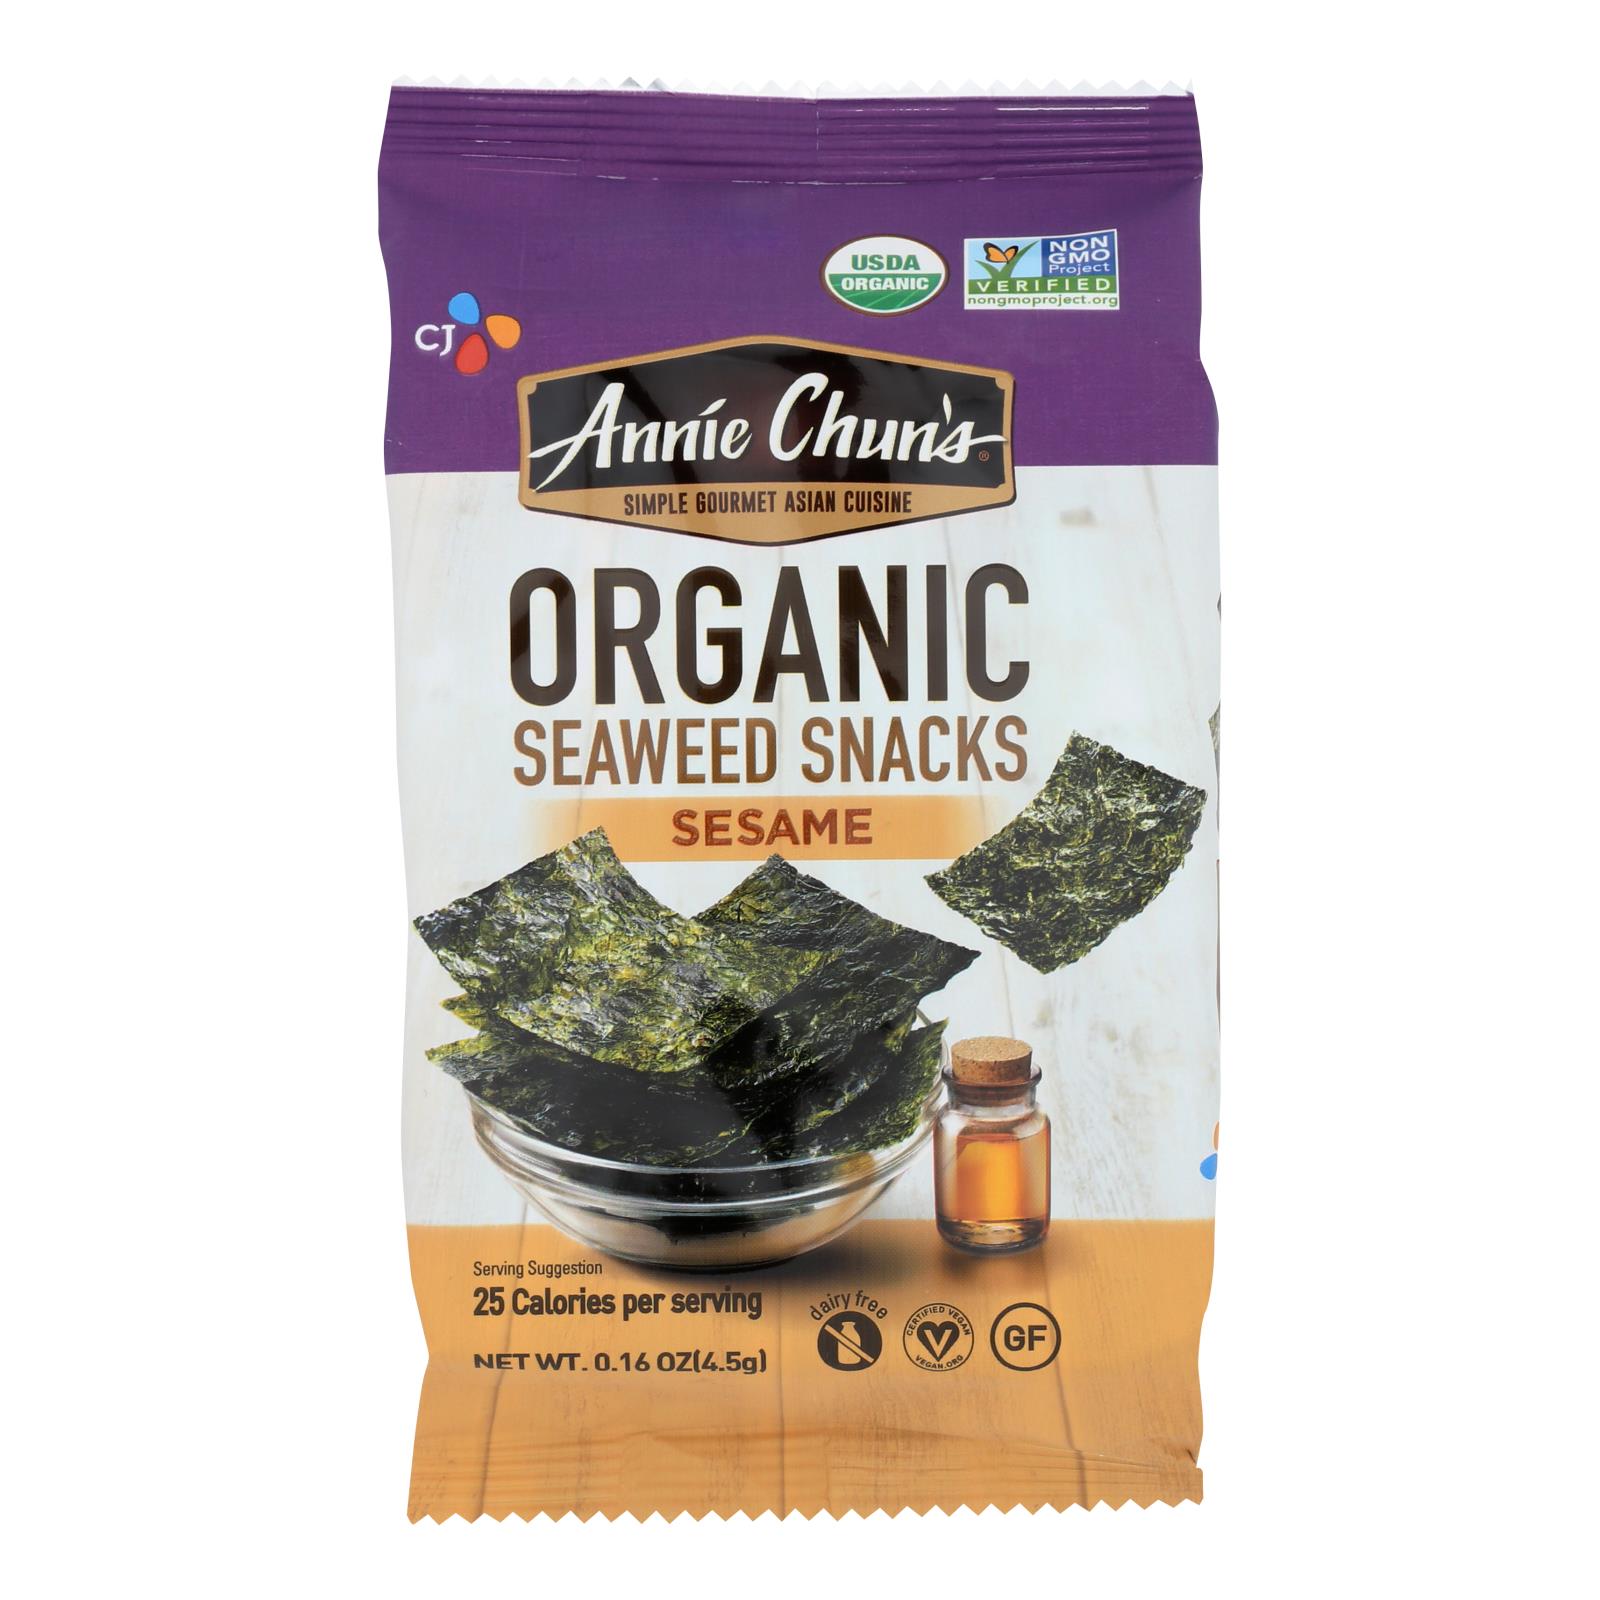 USDA
ORGANIC
NON
GMO
Project
VERIFIED
nongmoproject.org
CJ
Annie Chun's®
SIMPLE GOURMET ASIAN CUISINE
ORGANIC
SEAWEED SNACKS
SESAME
Serving Suggestion
25 Calories per serving
NET WT. 0.16 OZ(4.5g)
dairy free
CERTIFIED VEGAN
VEGAN.ORG
GF